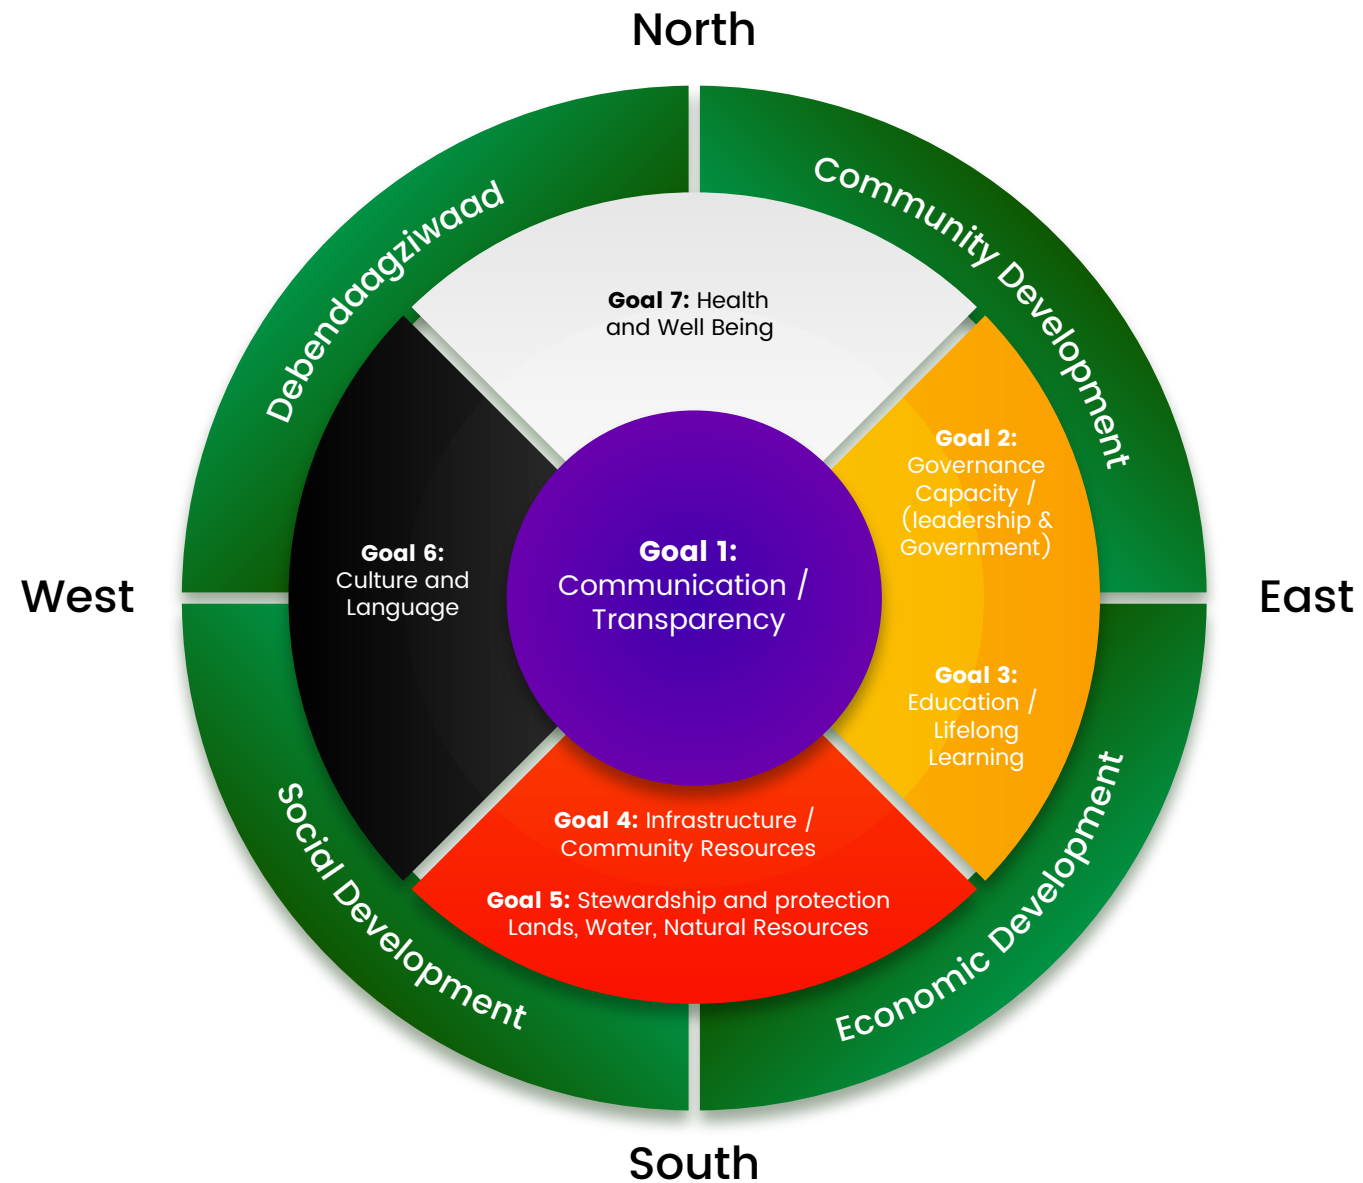 North
Debendaagziwaad
Community Development
Goal 7: Health
and Well Being
Goal 2:
Governance
Capacity /
(leadership &
Government)
West
Goal 6:
Culture and
Language
Goal 1:
Communication /
Transparency
East
Goal 3:
Education /
Lifelong
Learning
Goal 4: Infrastructure /
Community Resources
Goal 5: Stewardship and protection
Lands, Water, Natural Resources
Social Development
Economic Development
South